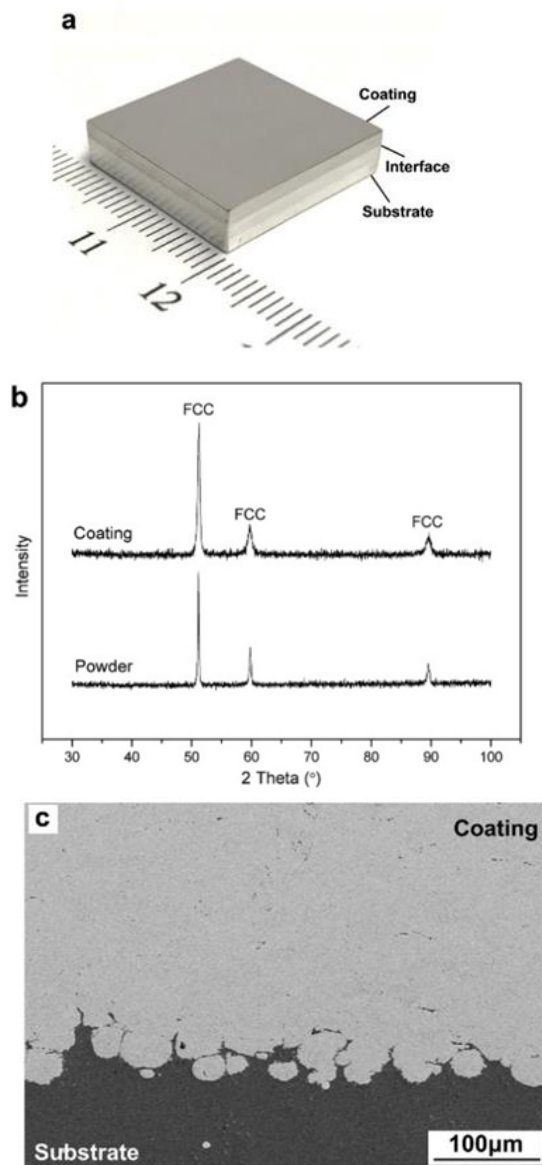 a
Coating
Interface
Substrate
11
12
b
FCC
FCC
FCC
Coating
Powder
Intensity
30 40 50 60 70 80 90 100
2 Theta (°)
c
Coating
Substrate
100μm